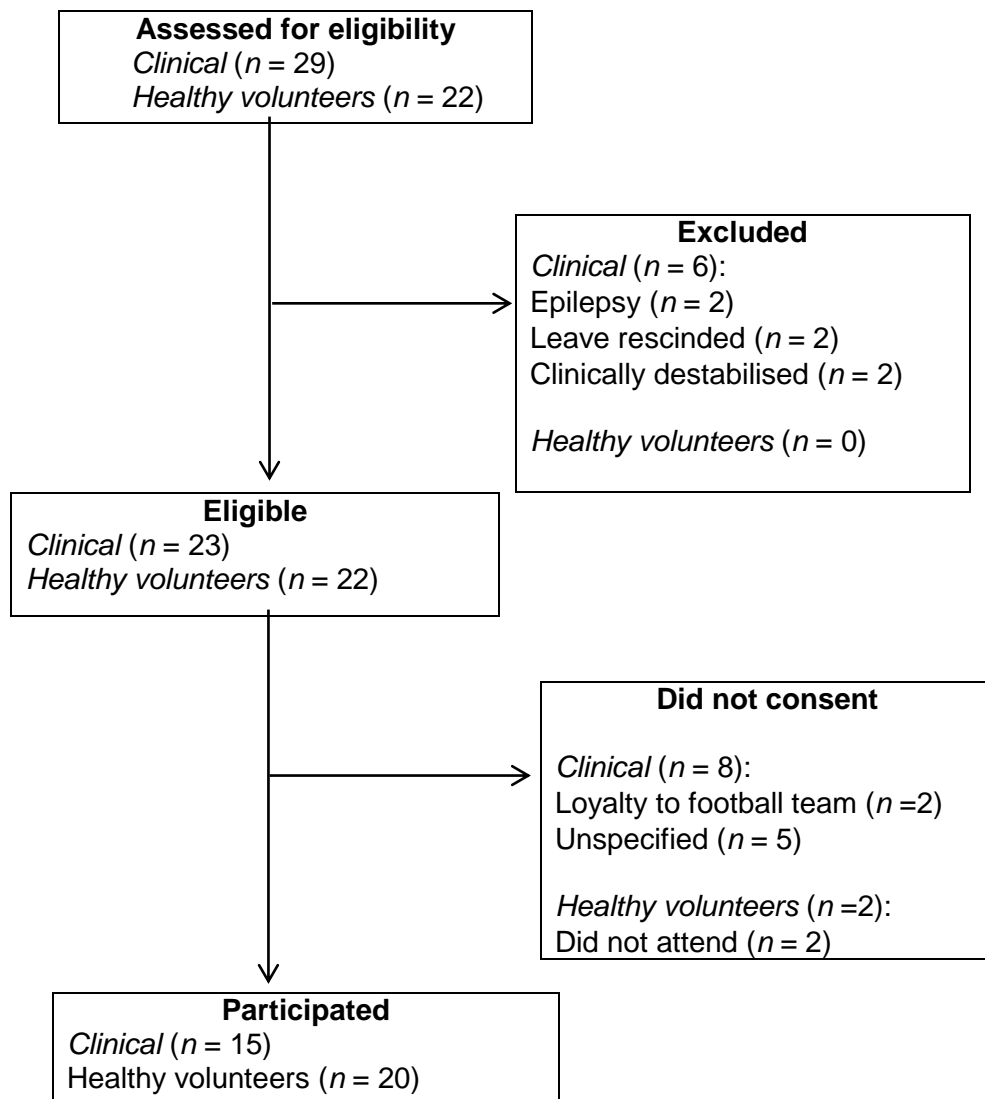 Assessed for eligibility
Clinical (n = 29)
Healthy volunteers (n = 22)
Excluded
Clinical (n = 6):
Epilepsy (n = 2)
Leave rescinded (n = 2)
Clinically destabilised (n = 2)
Healthy volunteers (n = 0)
Eligible
Clinical (n = 23)
Healthy volunteers (n = 22)
Did not consent
Clinical (n = 8):
Loyalty to football team (n =2)
Unspecified (n = 5)
Healthy volunteers (n =2):
Did not attend (n = 2)
Participated
Clinical (n = 15)
Healthy volunteers (n = 20)